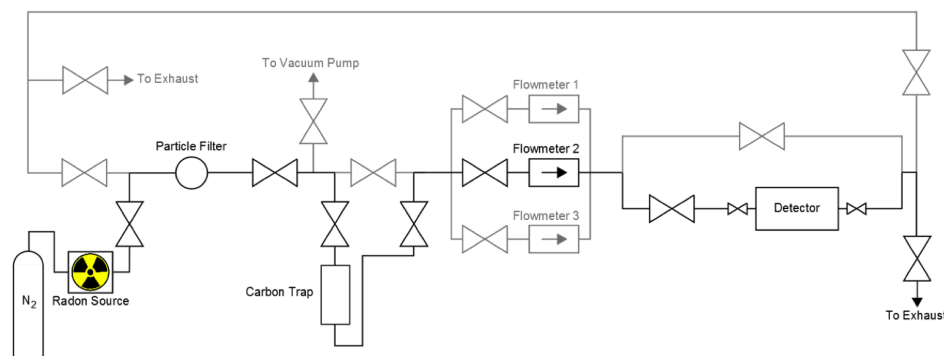 To Exhaust
To Vacuum Pump
Flowmeter 1
Particle Filter
Flowmeter 2
Flowmeter 3
Detector
N2
Radon Source
Carbon Trap
To Exhaust